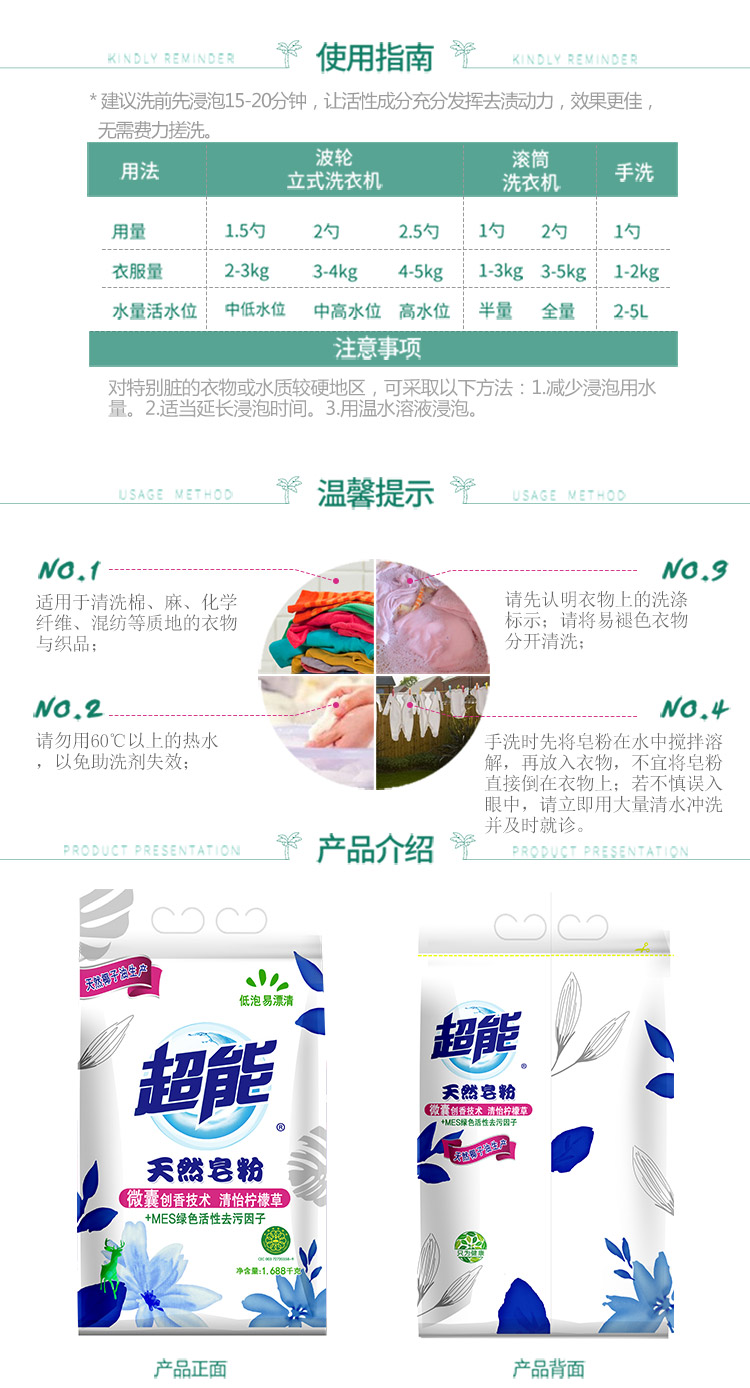 KINDLY REMINDER 使用指南 KINDLY REMINDER
*建议洗前先浸泡15-20分钟，让活性成分充分发挥去渍动力，效果更佳，
无需费力搓洗。
用法 波轮 立式洗衣机 滚筒 洗衣机 手洗
用量 1.5勺 2勺 2.5勺 1勺 2勺 1勺
衣服量 2-3kg 3-4kg 4-5kg 1-3kg 3-5kg 1-2kg
水量活水位 中低水位 中高水位 高水位 半量 全量 2-5L
注意事项
对特别脏的衣物或水质较硬地区，可采取以下方法：1.减少浸泡用水
量。2.适当延长浸泡时间。3.用温水溶液浸泡。
USAGE METHOD 温馨提示 USAGE METHOD
NO.1
适用于清洗棉、麻、化学
纤维、混纺等质地的衣物
与织品；
NO.2
请勿用60℃以上的热水
，以免助洗剂失效；
NO.3
请先认明衣物上的洗涤
标示；请将易褪色衣物
分开清洗；
NO.4
手洗时先将皂粉在水中搅拌溶
解，再放入衣物，不宜将皂粉
直接倒在衣物上；若不慎误入
眼中，请立即用大量清水冲洗
并及时就诊。
PRODUCT PRESENTATION 产品介绍 PRODUCT PRESENTATION
天然椰子油生产
低泡易漂清
超能
®
天然皂粉
微囊创香技术 清怡柠檬草
+MES绿色活性去污因子
净含量:1.688千克
产品正面
超能
®
天然皂粉
微囊创香技术 清怡柠檬草
+MES绿色活性去污因子
天然椰子油生产
只为健康
产品背面